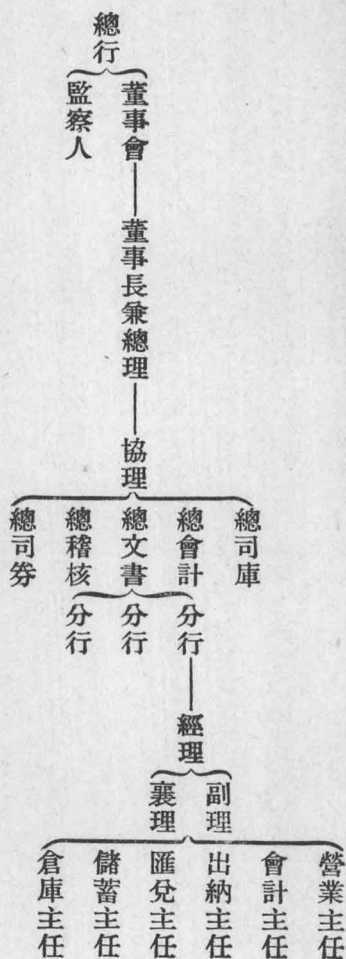 總行
董事會
監察人
董事長兼總理
協理
總司庫
總會計
總文書
總稽核
總司券
分行
分行
分行
經理
副理
襄理
營業主任
會計主任
出納主任
匯兌主任
儲蓄主任
倉庫主任